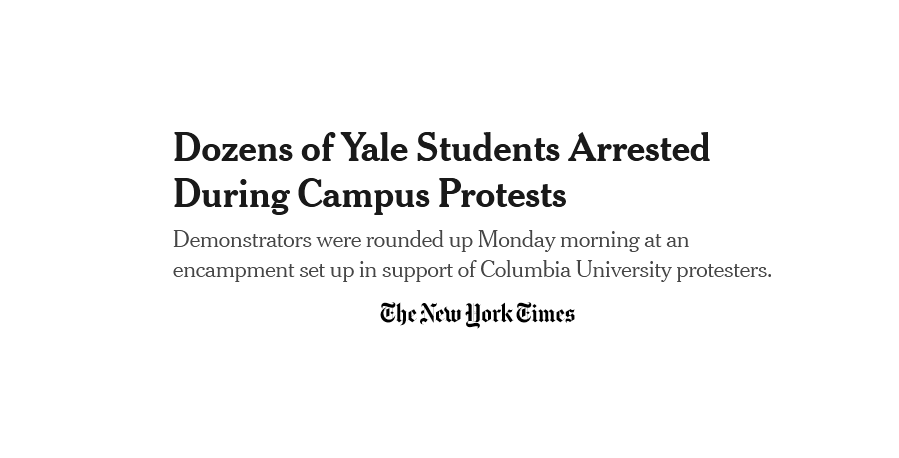 Dozens of Yale Students Arrested
During Campus Protests
Demonstrators were rounded up Monday morning at an
encampment set up in support of Columbia University protesters.
The New York Times